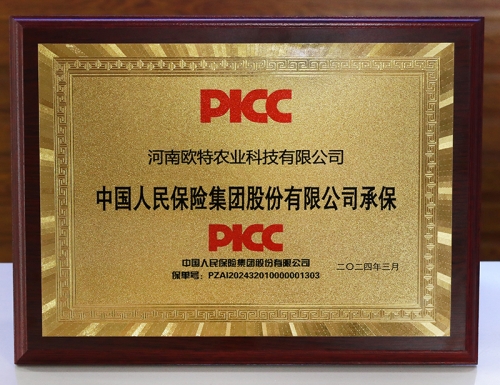 PICC
河南欧特农业科技有限公司
中国人民保险集团股份有限公司承保
PICC
中国人民保险集团股份有限公司
保单号：PZAI202432010000001303
二〇二四年三月